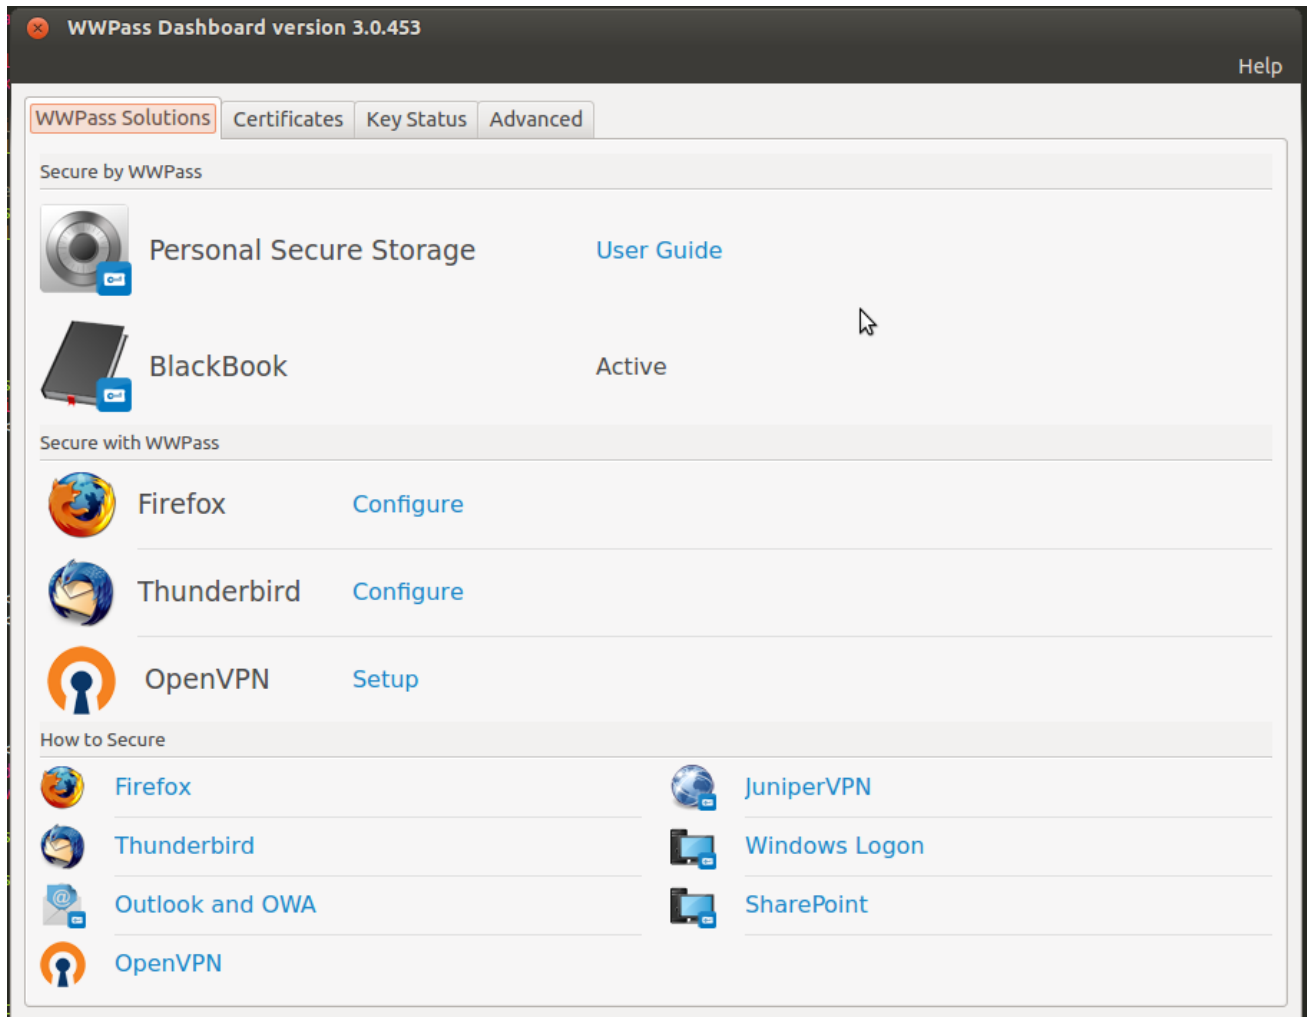 WWPass Dashboard version 3.0.453
Help
WWPass Solutions Certificates Key Status Advanced
Secure by WWPass
Personal Secure Storage User Guide
BlackBook Active
Secure with WWPass
Firefox Configure
Thunderbird Configure
OpenVPN Setup
How to Secure
Firefox JuniperVPN
Thunderbird Windows Logon
Outlook and OWA SharePoint
OpenVPN